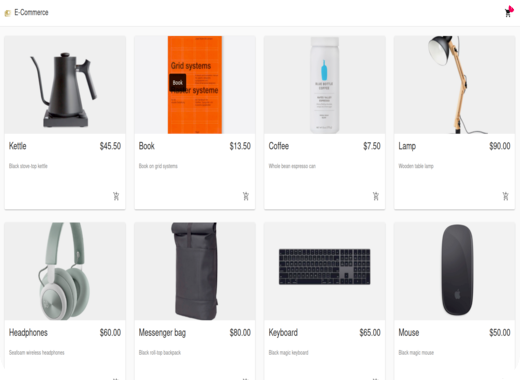 E-Commerce
Grid systems
Book
Kettle $45.50
Black stove top kettle
Book $13.50
Book on grid systems
Coffee $7.50
Whole bean espresso can
Lamp $90.00
Wooden table lamp
Headphones $60.00
Seafoam wireless headphones
Messenger bag $80.00
Black roll-top backpack
Keyboard $65.00
Black magic keyboard
Mouse $50.00
Black magic mouse